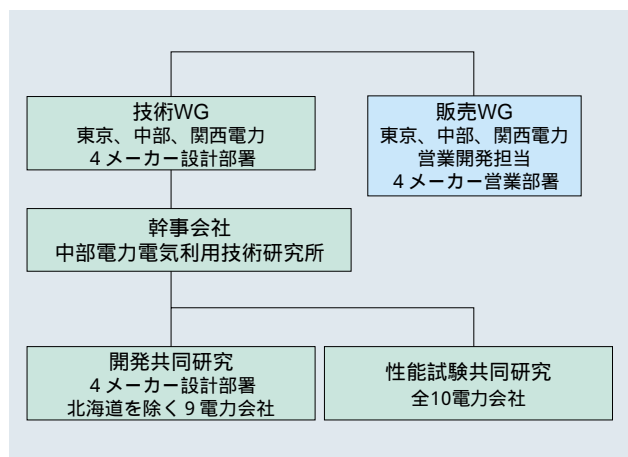 技術WG
東京、中部、関西電力
4メーカー設計部署
販売WG
東京、中部、関西電力
営業開発担当
4メーカー営業部署
幹事会社
中部電力電気利用技術研究所
開発共同研究
4メーカー設計部署
北海道を除く9電力会社
性能試験共同研究
全10電力会社